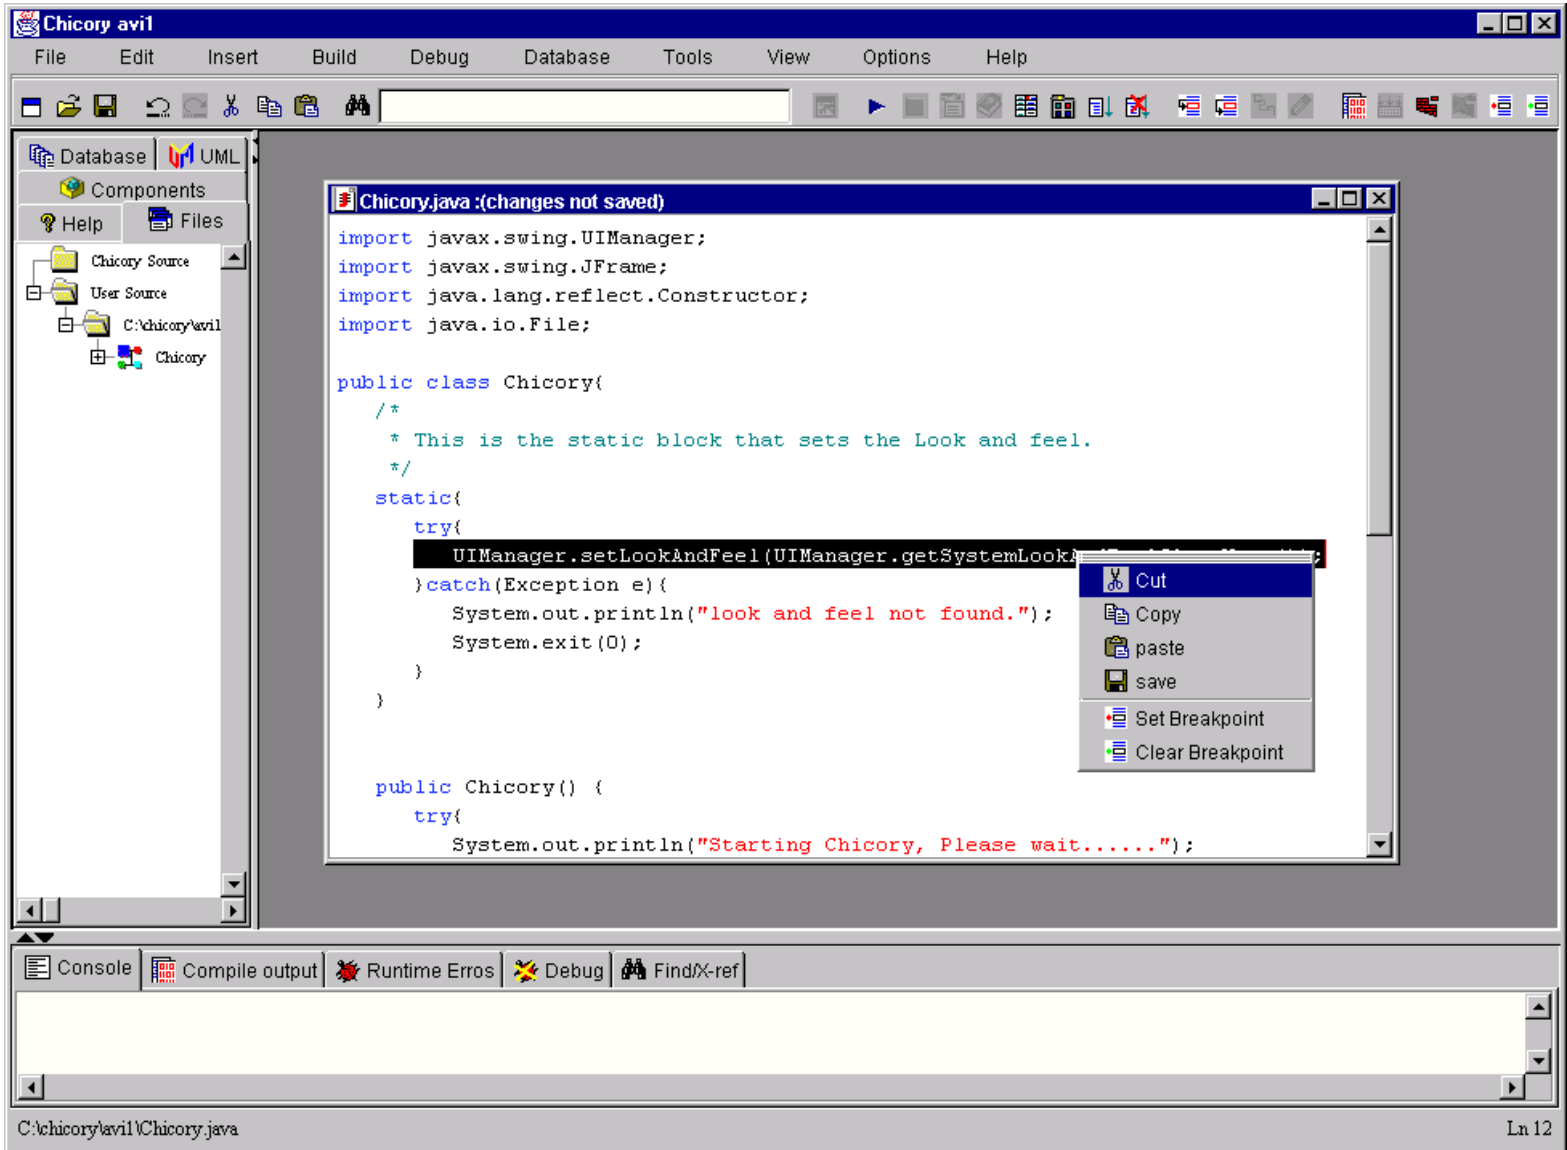 Chicory avi1
File Edit Insert Build Debug Database Tools View Options Help
Database UML
Components
Help Files
Chicory Source
User Source
C:\chicory\avi1
Chicory
Chicory.java :(changes not saved)
import javax.swing.UIManager;
import javax.swing.JFrame;
import java.lang.reflect.Constructor;
import java.io.File;
public class Chicory{
/*
* This is the static block that sets the Look and feel.
*/
static{
try{
UIManager.setLookAndFeel(UIManager.getSystemLook
}catch(Exception e){
System.out.println("look and feel not found.");
System.exit(0);
}
}
public Chicory() {
try{
System.out.println("Starting Chicory, Please wait......");
Cut
Copy
paste
save
Set Breakpoint
Clear Breakpoint
Console Compile output Runtime Erros Debug Find/X-ref
C:\chicory\avi1\Chicory.java Ln 12